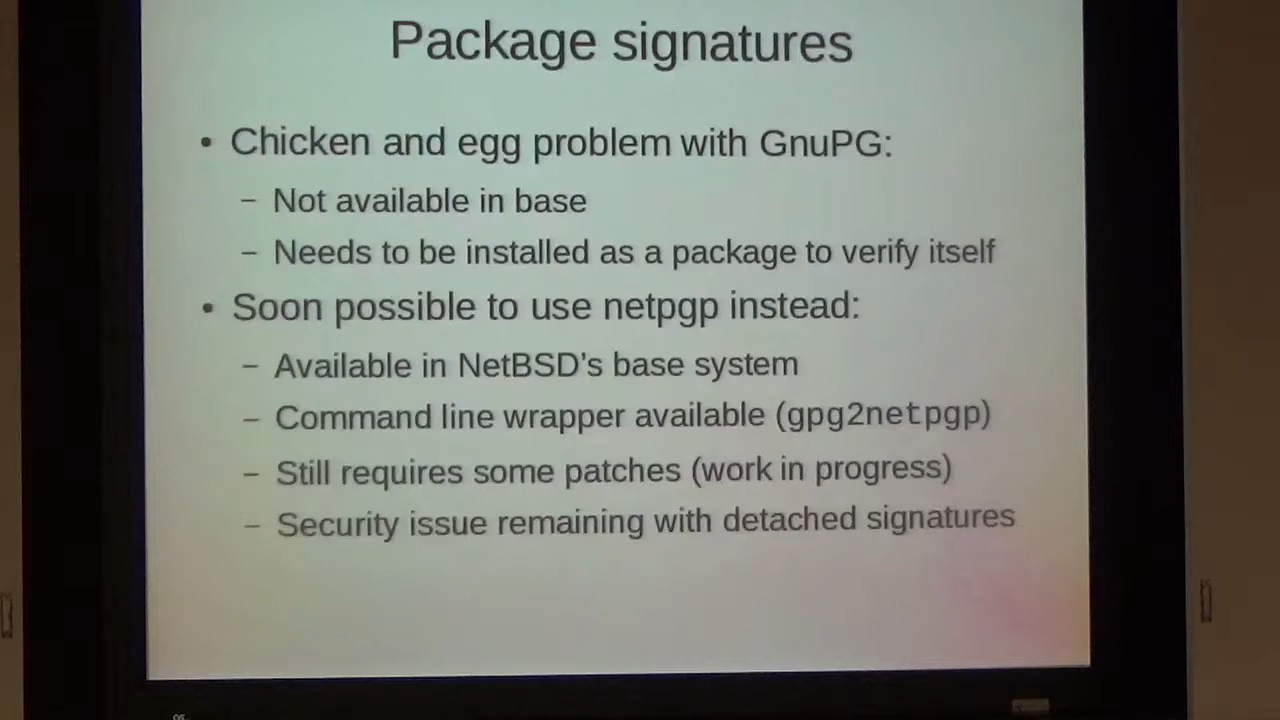 Package signatures
• Chicken and egg problem with GnuPG:
– Not available in base
– Needs to be installed as a package to verify itself
• Soon possible to use netpgp instead:
– Available in NetBSD's base system
– Command line wrapper available (gpg2netpgp)
– Still requires some patches (work in progress)
– Security issue remaining with detached signatures